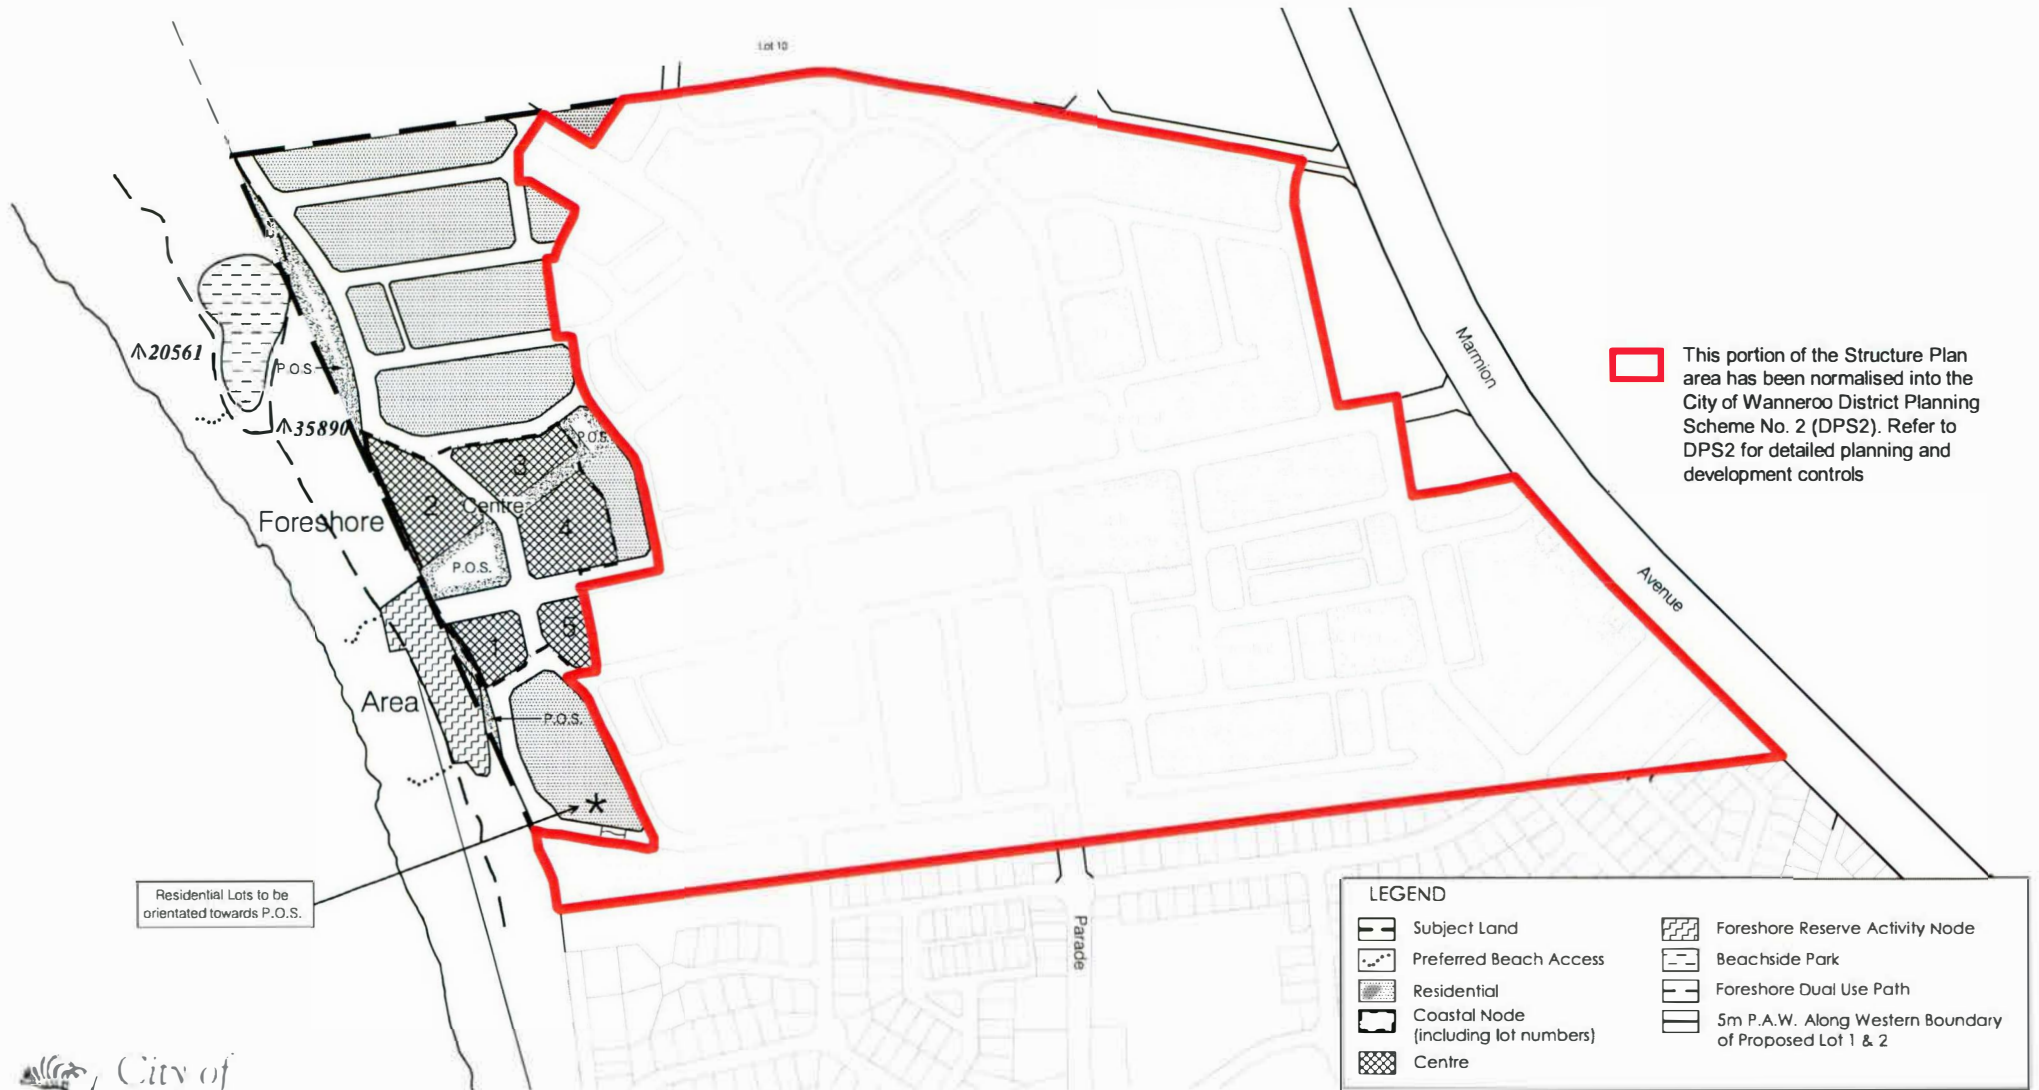 Lot 10
Marmion
Avenue
This portion of the Structure Plan
area has been normalised into the
City of Wanneroo District Planning
Scheme No. 2 (DPS2). Refer to
DPS2 for detailed planning and
development controls
20561
P.O.S
35890
P.O.S.
3
2
Centre
4
Foreshore
P.O.S.
5
1
Area
P.O.S.
*
Residential Lots to be
orientated towards P.O.S.
Parade
LEGEND
Subject Land
Preferred Beach Access
Residential
Coastal Node
(including lot numbers)
Centre
Foreshore Reserve Activity Node
Beachside Park
Foreshore Dual Use Path
5m P.A.W. Along Western Boundary
of Proposed Lot 1 & 2
City of